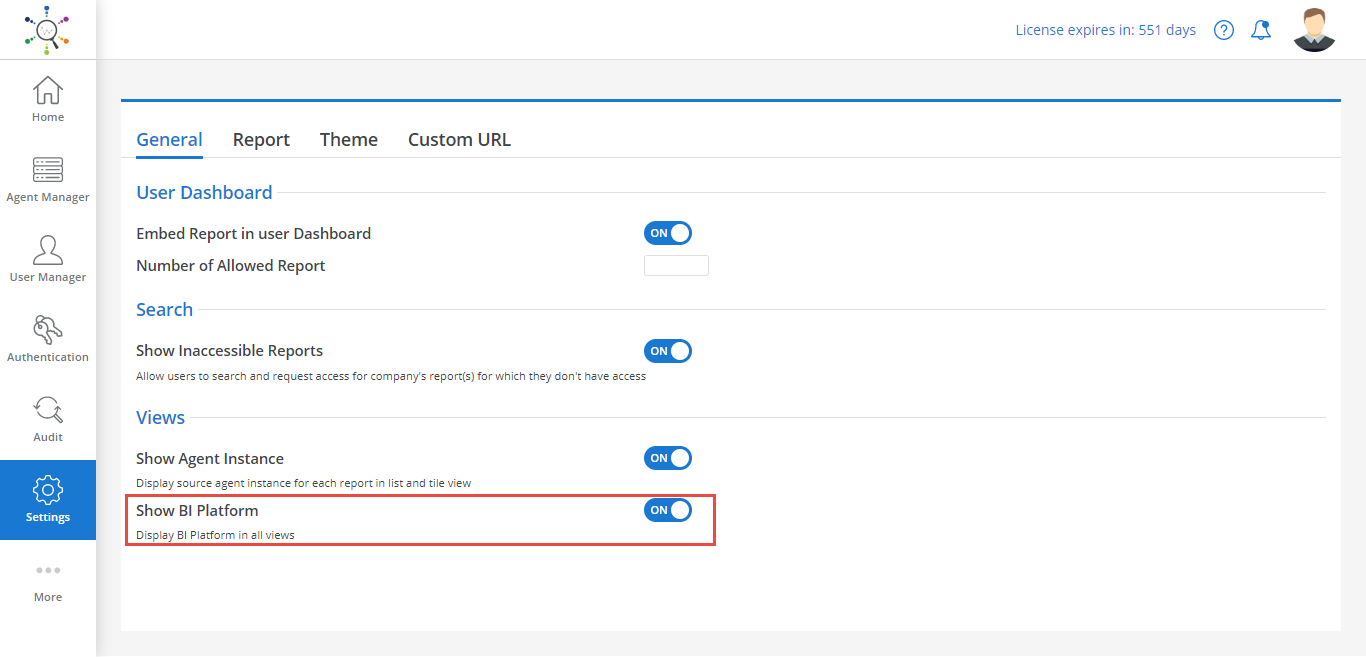 License expires in: 551 days
?
Home
Agent Manager
User Manager
Authentication
Audit
Settings
More
General Report Theme Custom URL
User Dashboard
Embed Report in user Dashboard ON
Number of Allowed Report
Search
Show Inaccessible Reports ON
Allow users to search and request access for company's report(s) for which they don't have access
Views
Show Agent Instance ON
Display source agent instance for each report in list and tile view
Show BI Platform ON
Display BI Platform in all views